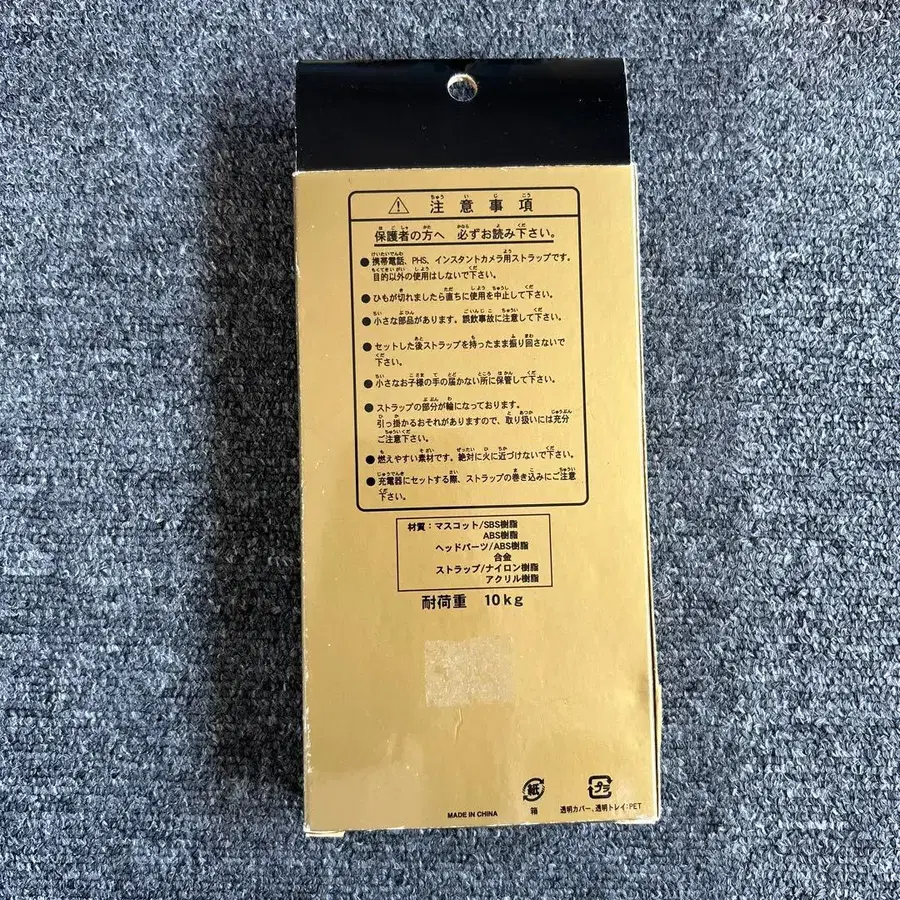 ⚠ 注意事項
保護者の方へ 必ずお読み下さい。
●携帯電話、PHS、インスタントカメラ用ストラップです。
目的以外の使用はしないで下さい。
●ひもが切れましたら直ちに使用を中止して下さい。
●小さな部品があります。誤飲事故に注意して下さい。
●セットした後ストラップを持ったまま振り回さないで
下さい。
●小さなお子様の手の届かない所に保管して下さい。
●ストラップの部分が輪になっております。
引っ掛かるおそれがありますので、取り扱いには充分
ご注意下さい。
●燃えやすい素材です。絶対に火に近づけないで下さい。
●充電器にセットする際、ストラップの巻き込みにご注意
下さい。
材質：マスコット/SBS樹脂
ABS樹脂
ヘッドパーツ/ABS樹脂
合金
ストラップ/ナイロン樹脂
アクリル樹脂
耐荷重 10kg
紙
箱
プラ
透明カバー、透明トレイ:PET
MADE IN CHINA